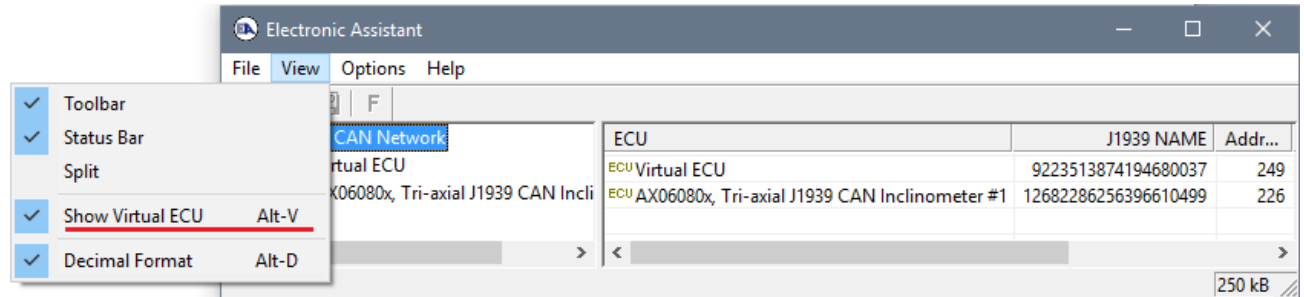 EA Electronic Assistant
File View Options Help
Toolbar
F
Status Bar
CAN Network
ECU J1939 NAME Addr...
Split
rtual ECU
ECU Virtual ECU 9223513874194680037 249
X06080x, Tri-axial J1939 CAN Incli
ECU AX06080x, Tri-axial J1939 CAN Inclinometer #1 12682286256396610499 226
Show Virtual ECU Alt-V
Decimal Format Alt-D
250 kB